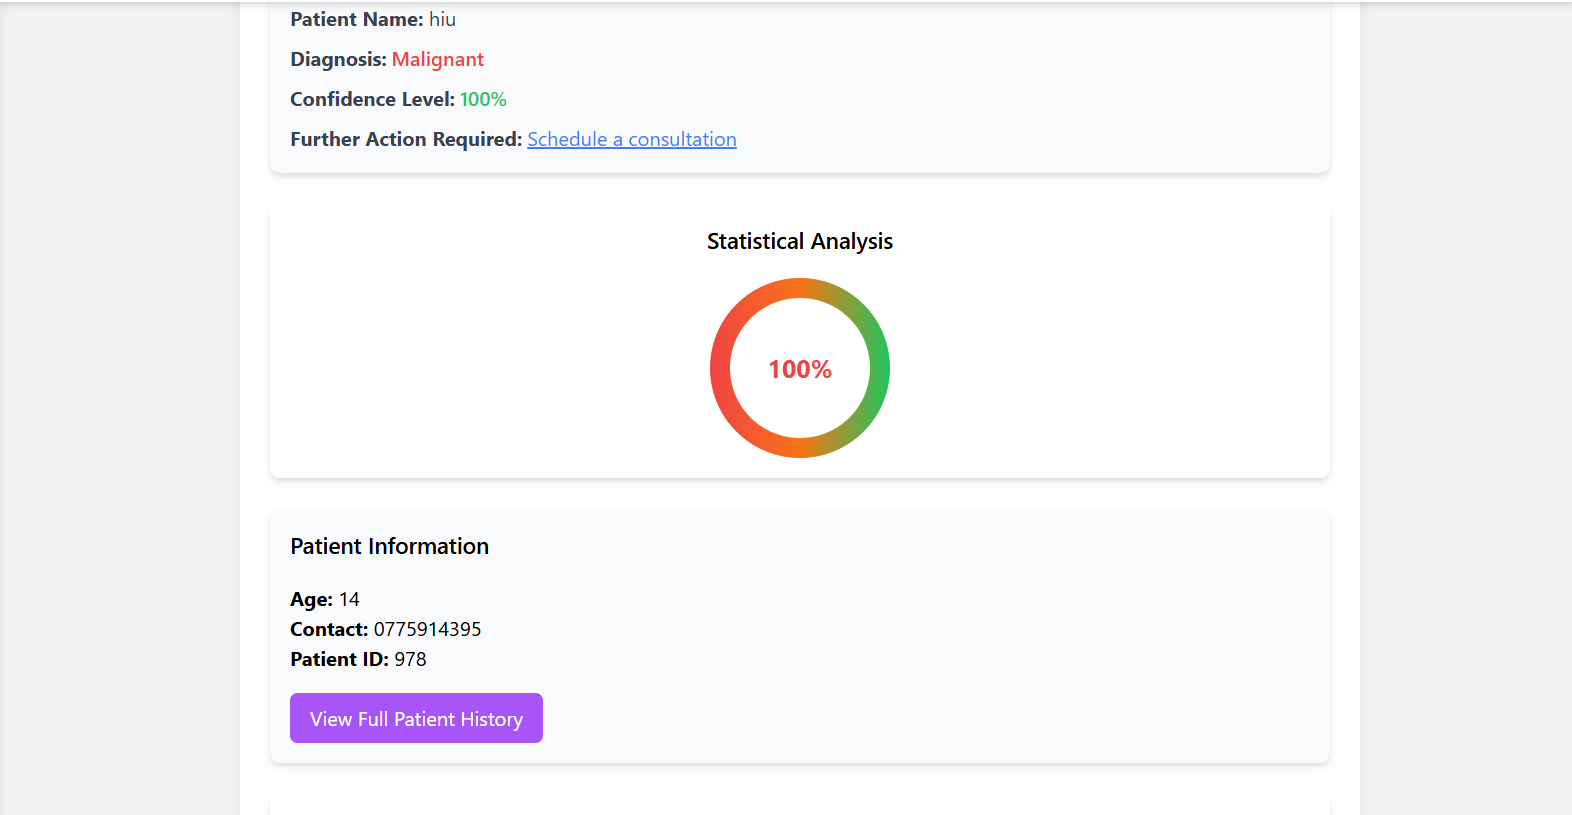 Patient Name: hiu
Diagnosis: Malignant
Confidence Level: 100%
Further Action Required: Schedule a consultation
Statistical Analysis
100%
Patient Information
Age: 14
Contact: 0775914395
Patient ID: 978
View Full Patient History